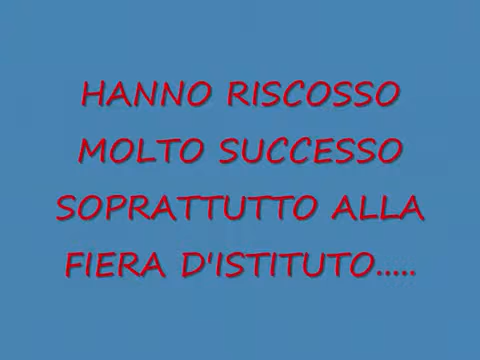 HANNO RISCOSSO
MOLTO SUCCESSO
SOPRATTUTTO ALLA
FIERA D'ISTITUTO.....